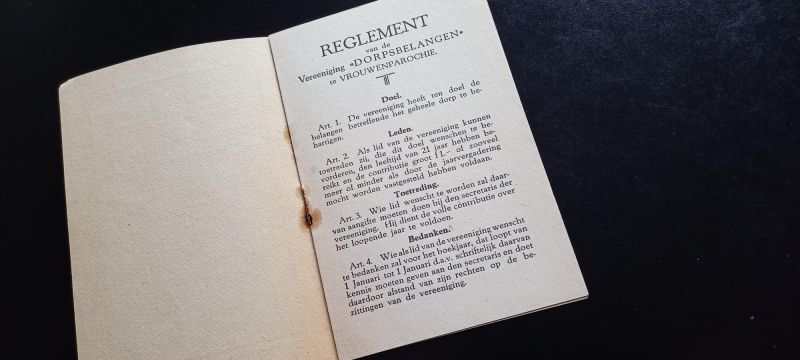 REGLEMENT
van de
Vereeniging «DORPSBELANGEN»
te VROUWENPAROCHIE.
Doel.
Art. 1. De vereeniging heeft ten doel de
belangen betreffende het geheele dorp te be-
hartigen.
Leden.
Art. 2. Als lid van de vereeniging kunnen
toetreden zij, die dit doel wenschen te be-
vorderen, den leeftijd van 21 jaar hebben be-
reikt en de contributie groot f 1.— of zooveel
meer of minder als door de jaarvergadering
mocht worden vastgesteld hebben voldaan.
Toetreding.
Art. 3. Wie lid wenscht te worden zal daar-
van aangifte moeten doen bij den secretaris der
vereeniging. Hij dient de volle contributie over
het loopende jaar te voldoen.
Bedanken.
Art. 4. Wie als lid van de vereeniging wenscht
te bedanken zal voor het boekjaar, dat loopt van
1 Januari tot 1 Januari d.a.v. schriftelijk daarvan
kennis moeten geven aan den secretaris en doet
daardoor afstand van zijn rechten op de be-
zittingen van de vereeniging.